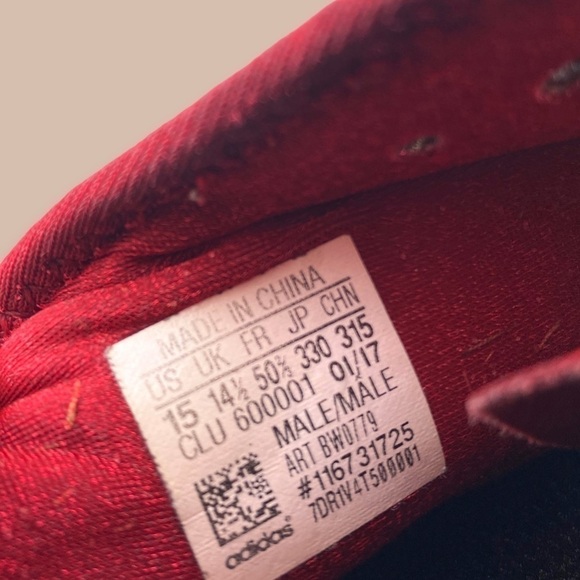 MADE IN CHINA
US UK FR JP CHN
15 14½ 50⅔ 330 315
CLU 600001 01/17
MALE/MALE
ART BW0779
#116731725
7DR1V4T500001
adidas®